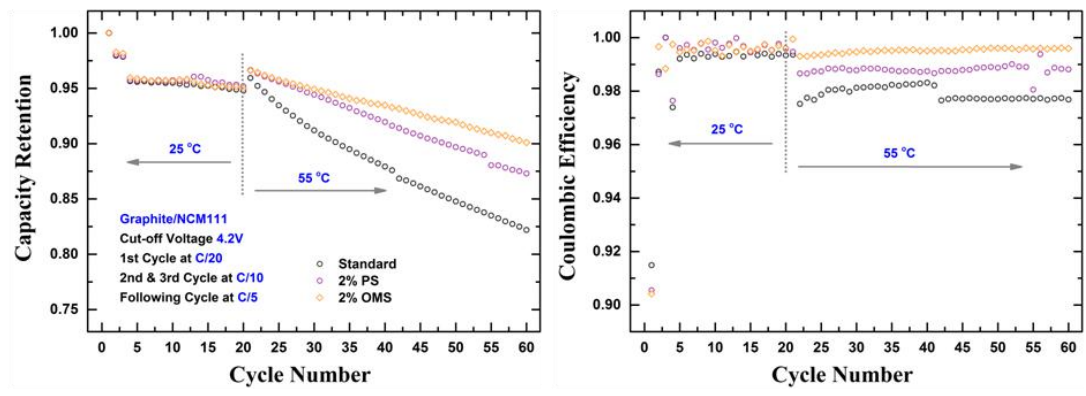 Capacity Retention
1.00
0.95
0.90
0.85
0.80
0.75
25 °C
55 °C
Graphite/NCM111
Cut-off Voltage 4.2V
1st Cycle at C/20
2nd & 3rd Cycle at C/10
Following Cycle at C/5
Standard
2% PS
2% OMS
0 5 10 15 20 25 30 35 40 45 50 55 60
Cycle Number
Coulombic Efficiency
1.00
0.98
0.96
0.94
0.92
0.90
25 °C
55 °C
0 5 10 15 20 25 30 35 40 45 50 55 60
Cycle Number